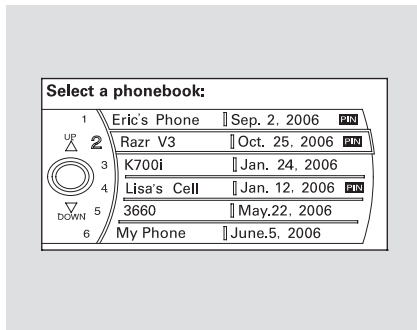 Select a phonebook:
1 Eric's Phone Sep. 2, 2006 PIN
UP 2 Razr V3 Oct. 25, 2006 PIN
3 K700i Jan. 24, 2006
4 Lisa's Cell Jan. 12, 2006 PIN
DOWN 5 3660 May.22, 2006
6 My Phone June.5, 2006